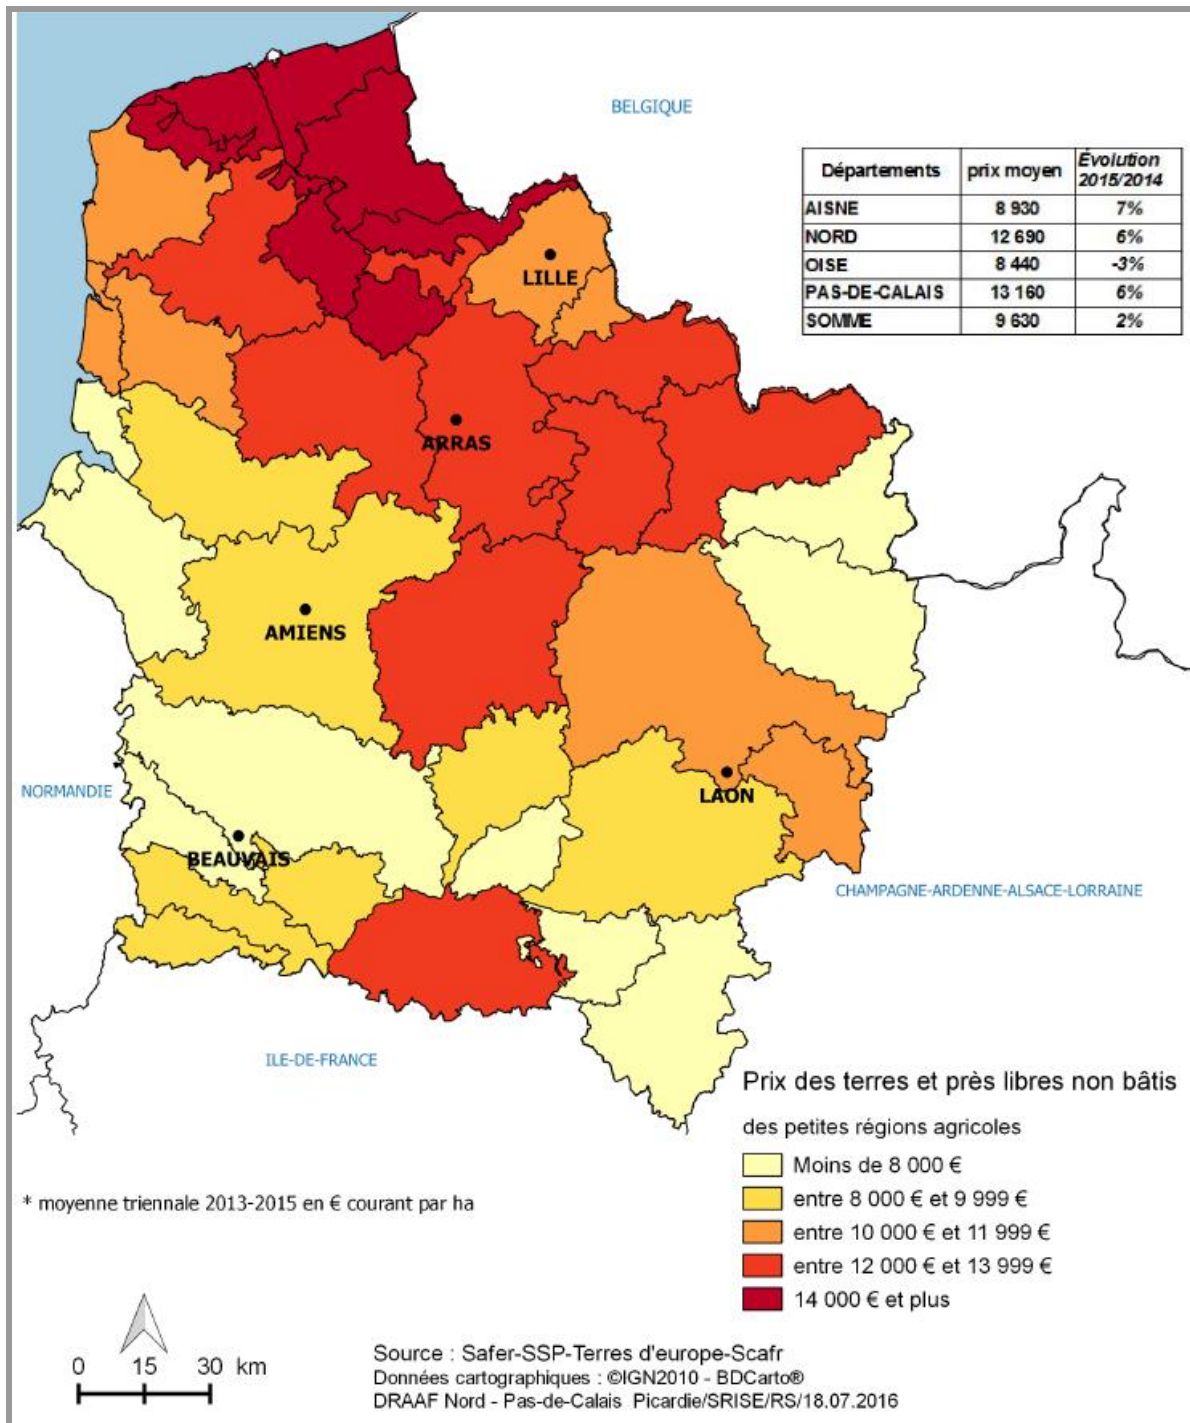 BELGIQUE
Départements prix moyen Évolution 2015/2014
AISNE 8 930 7%
NORD 12 690 6%
OISE 8 440 -3%
PAS-DE-CALAIS 13 160 6%
SOMME 9 630 2%
LILLE
ARRAS
AMIENS
NORMANDIE
LAON
BEAUVAIS
CHAMPAGNE-ARDENNE-ALSACE-LORRAINE
ILE-DE-FRANCE
Prix des terres et près libres non bâtis
des petites régions agricoles
Moins de 8 000 €
entre 8 000 € et 9 999 €
entre 10 000 € et 11 999 €
entre 12 000 € et 13 999 €
14 000 € et plus
* moyenne triennale 2013-2015 en € courant par ha
0 15 30 km
Source : Safer-SSP-Terres d'europe-Scafr
Données cartographiques : ©IGN2010 - BDCarto®
DRAAF Nord - Pas-de-Calais Picardie/SRISE/RS/18.07.2016